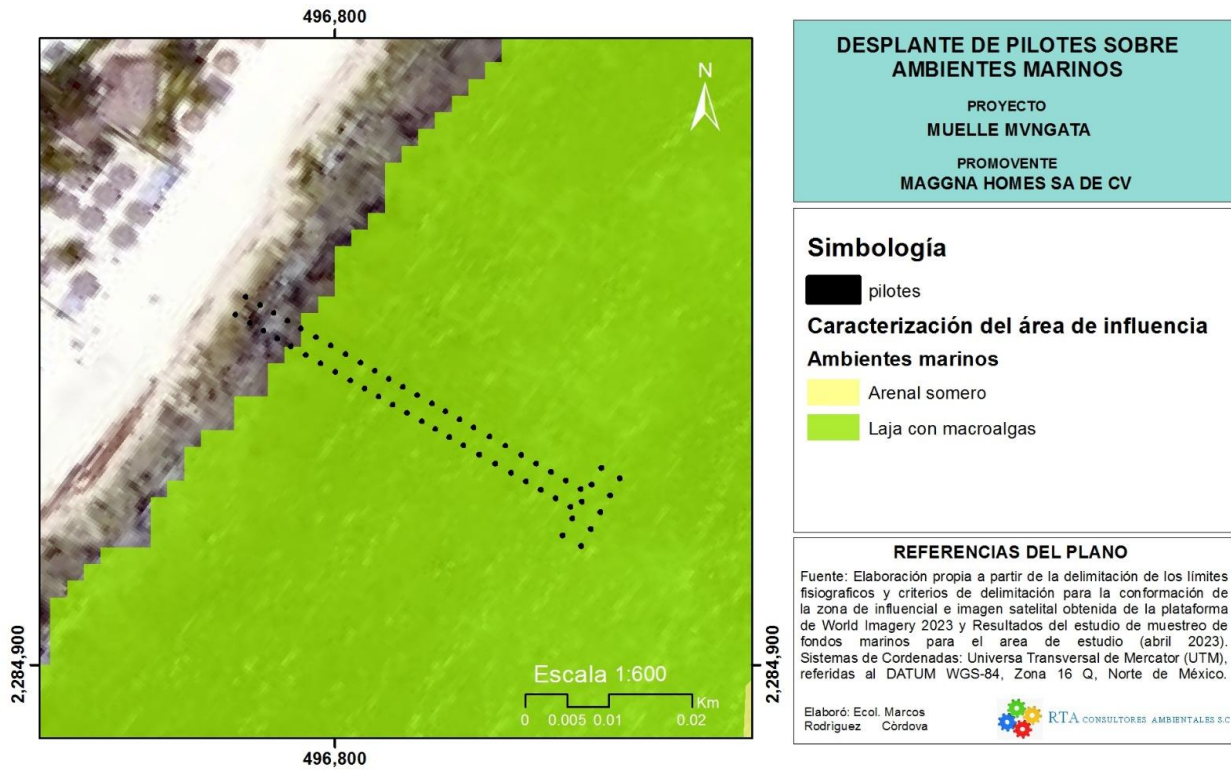 496,800
N
2,284,900
2,284,900
Escala 1:600
Km
0 0.005 0.01 0.02
496,800
DESPLANTE DE PILOTES SOBRE
AMBIENTES MARINOS
PROYECTO
MUELLE MVNGATA
PROMOVENTE
MAGGNA HOMES SA DE CV
Simbología
pilotes
Caracterización del área de influencia
Ambientes marinos
Arenal somero
Laja con macroalgas
REFERENCIAS DEL PLANO
Fuente: Elaboración propia a partir de la delimitación de los límites
fisiograficos y criterios de delimitación para la conformación de
la zona de influencial e imagen satelital obtenida de la plataforma
de World Imagery 2023 y Resultados del estudio de muestreo de
fondos marinos para el area de estudio (abril 2023).
Sistemas de Cordenadas: Universa Transversal de Mercator (UTM),
referidas al DATUM WGS-84, Zona 16 Q, Norte de México.
Elaboró: Ecol. Marcos
Rodrìguez Còrdova
RTA CONSULTORES AMBIENTALES S.C